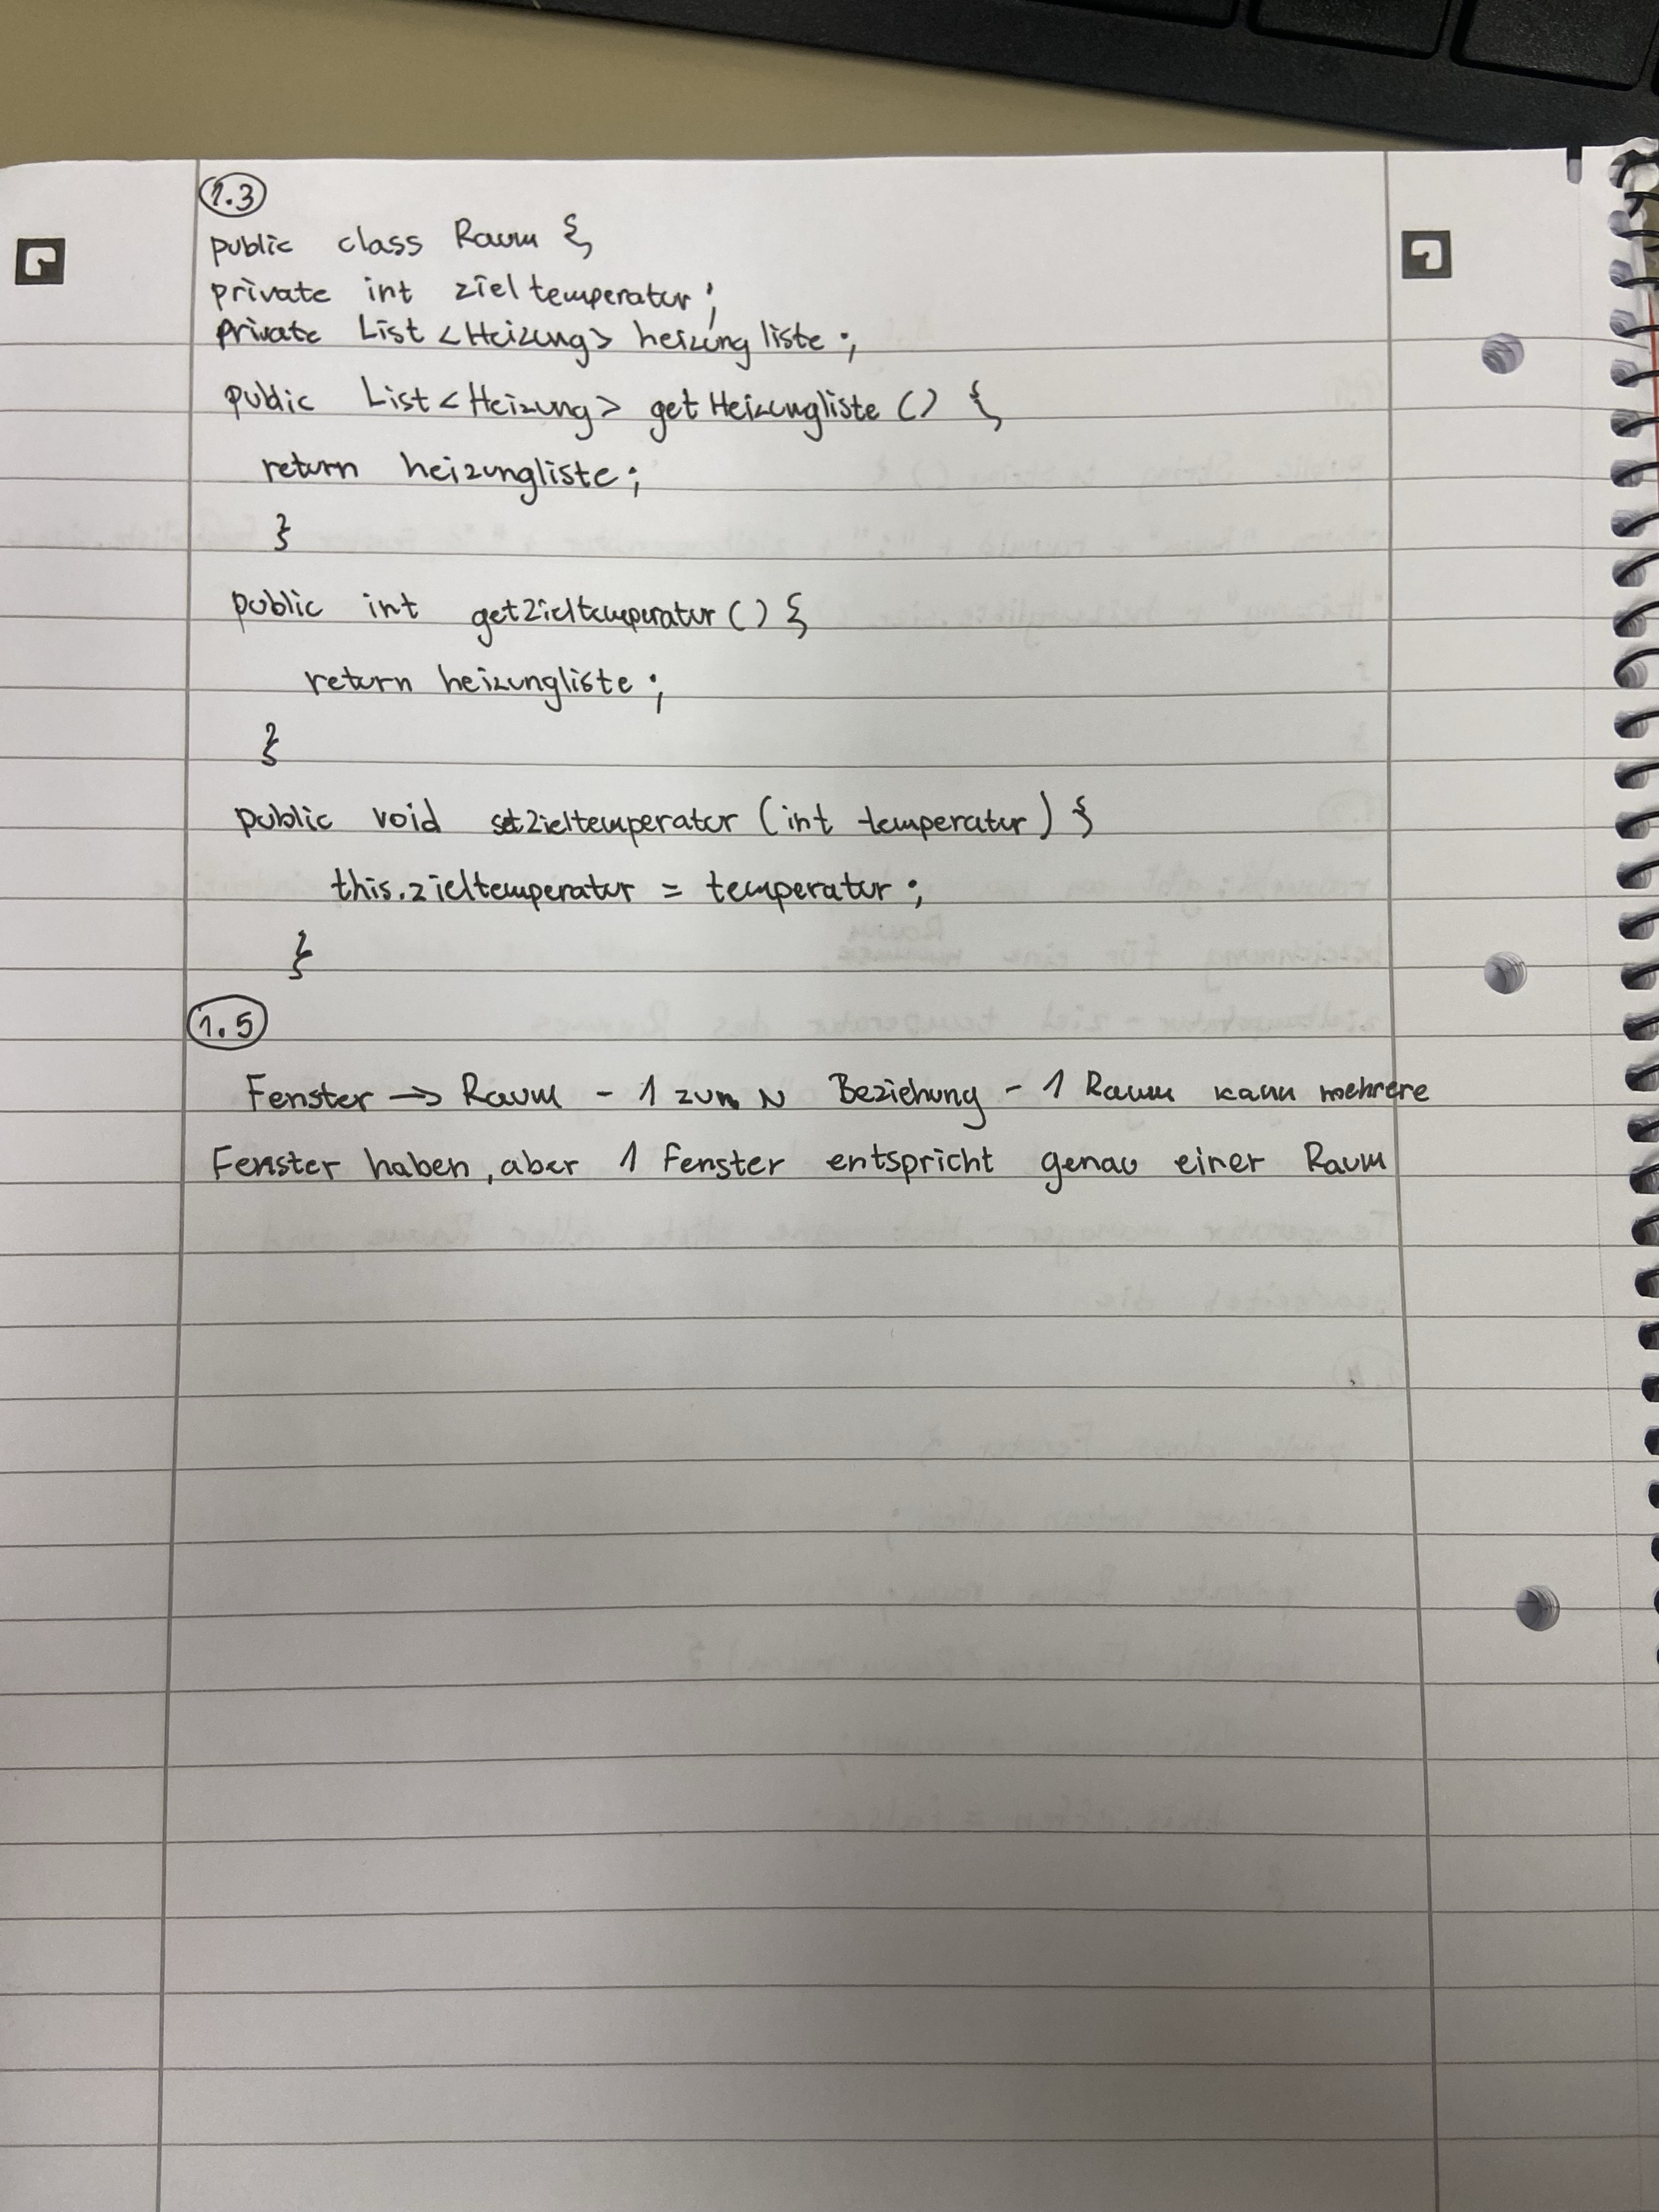 1.3
public class Raum {
private int zieltemperatur;
private List<Heizung> heizungliste;
public List<Heizung> getHeizungliste () {
return heizungliste;
}
public int getZieltemperatur () {
return heizungliste;
}
public void setZieltemperatur (int temperatur) {
this.zieltemperatur = temperatur;
}
1.5
Fenster → Raum - 1 zum N Beziehung - 1 Raum kann mehrere
Fenster haben, aber 1 Fenster entspricht genau einer Raum